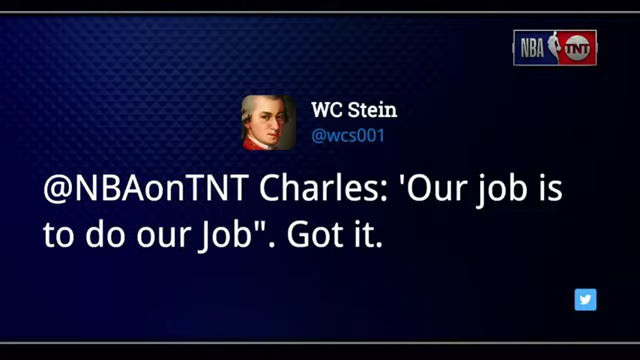 NBA TNT
WC Stein
@wcs001
@NBAonTNT Charles: 'Our job is
to do our Job". Got it.